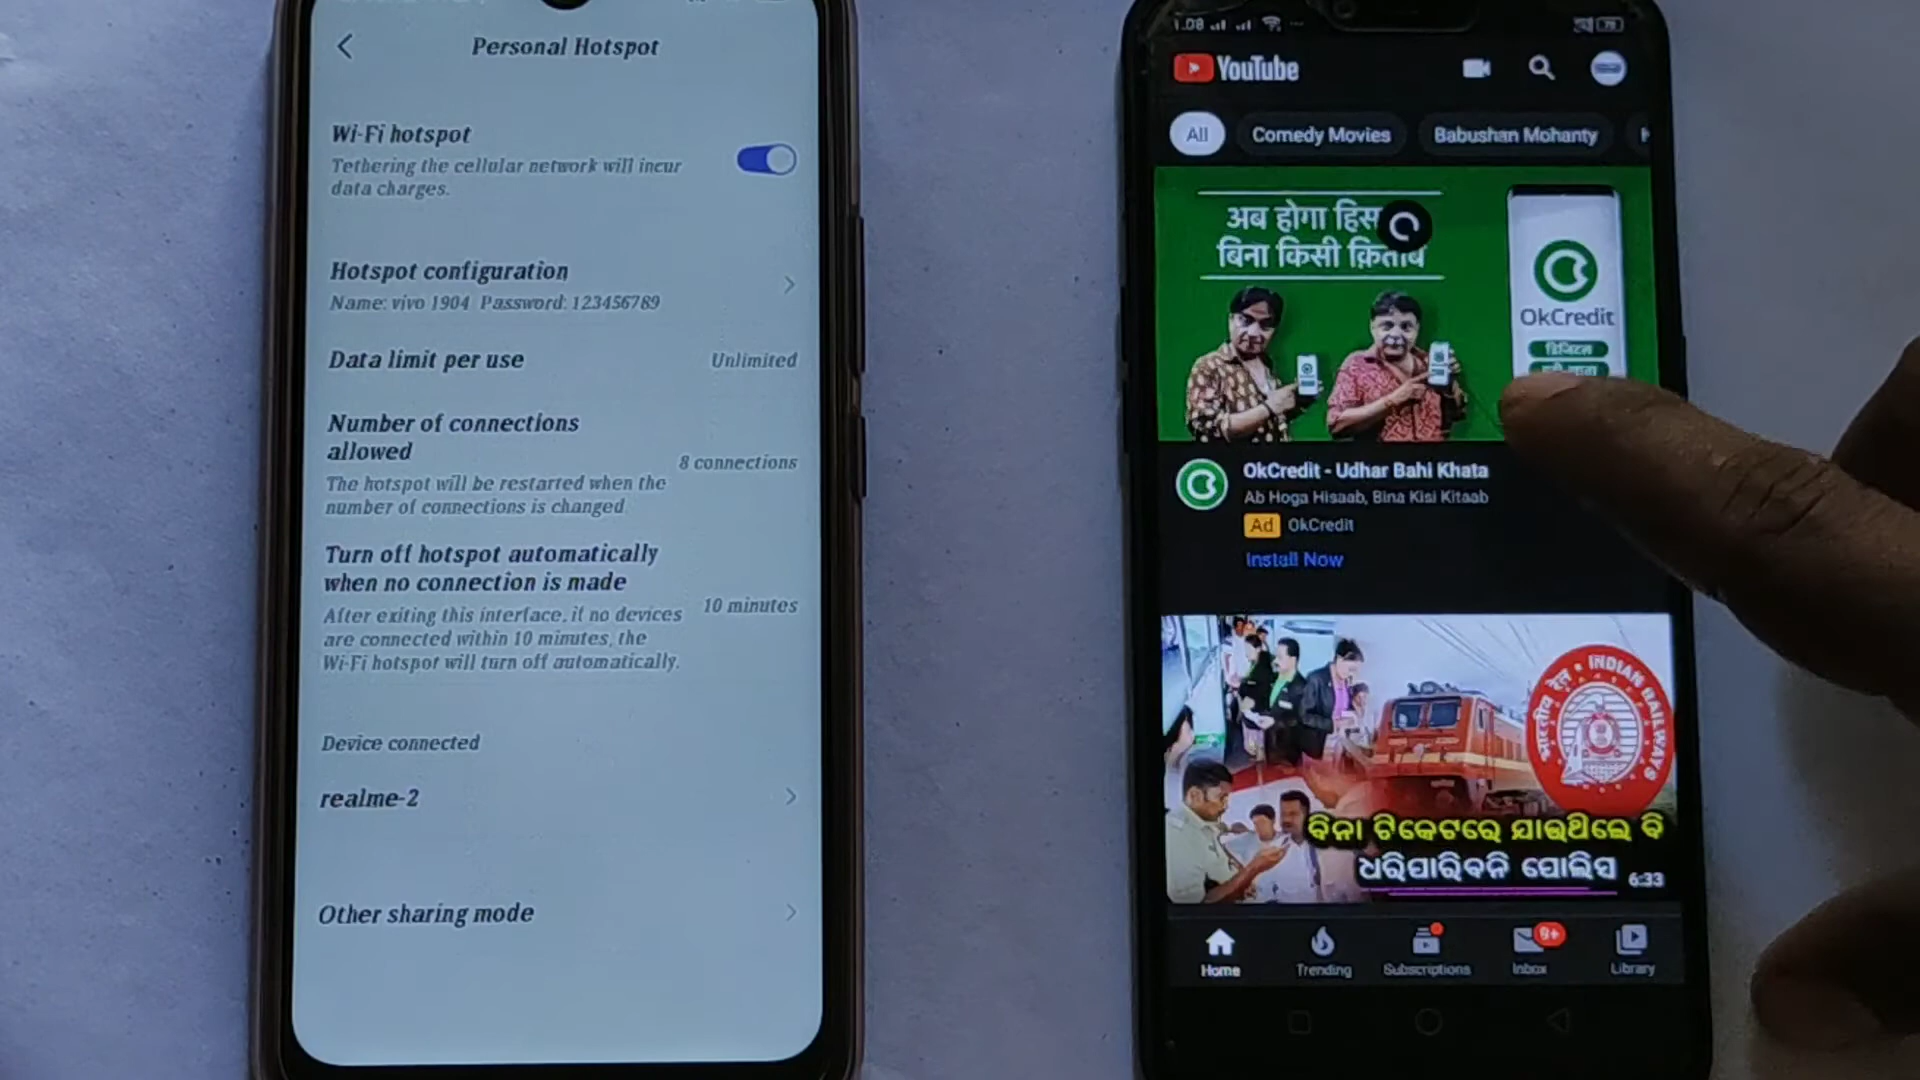 Personal Hotspot
Wi-Fi hotspot
Tethering the cellular network will incur
data charges.
Hotspot configuration
Name: vivo 1904 Password: 123456789
Data limit per use
Unlimited
Number of connections
allowed
8 connections
The hotspot will be restarted when the
number of connections is changed
Turn off hotspot automatically
when no connection is made
10 minutes
After exiting this interface, if no devices
are connected within 10 minutes, the
Wi-Fi hotspot will turn off automatically.
Device connected
realme-2
Other sharing mode
1:08
79
YouTube
All
Comedy Movies
Babushan Mohanty
अब होगा
बिना किसी क़िताब
OkCredit
डिजिटल
OkCredit - Udhar Bahi Khata
Ab Hoga Hisaab, Bina Kisi Kitaab
Ad OkCredit
Install Now
भारतीय रेल INDIAN RAILWAYS
ବିନା ଟିକେଟରେ ଯାଉଥିଲେ ବି
ଧରିପାରିବନି ପୋଲିସ
6:33
9+
Home
Trending
Subscriptions
Inbox
Library